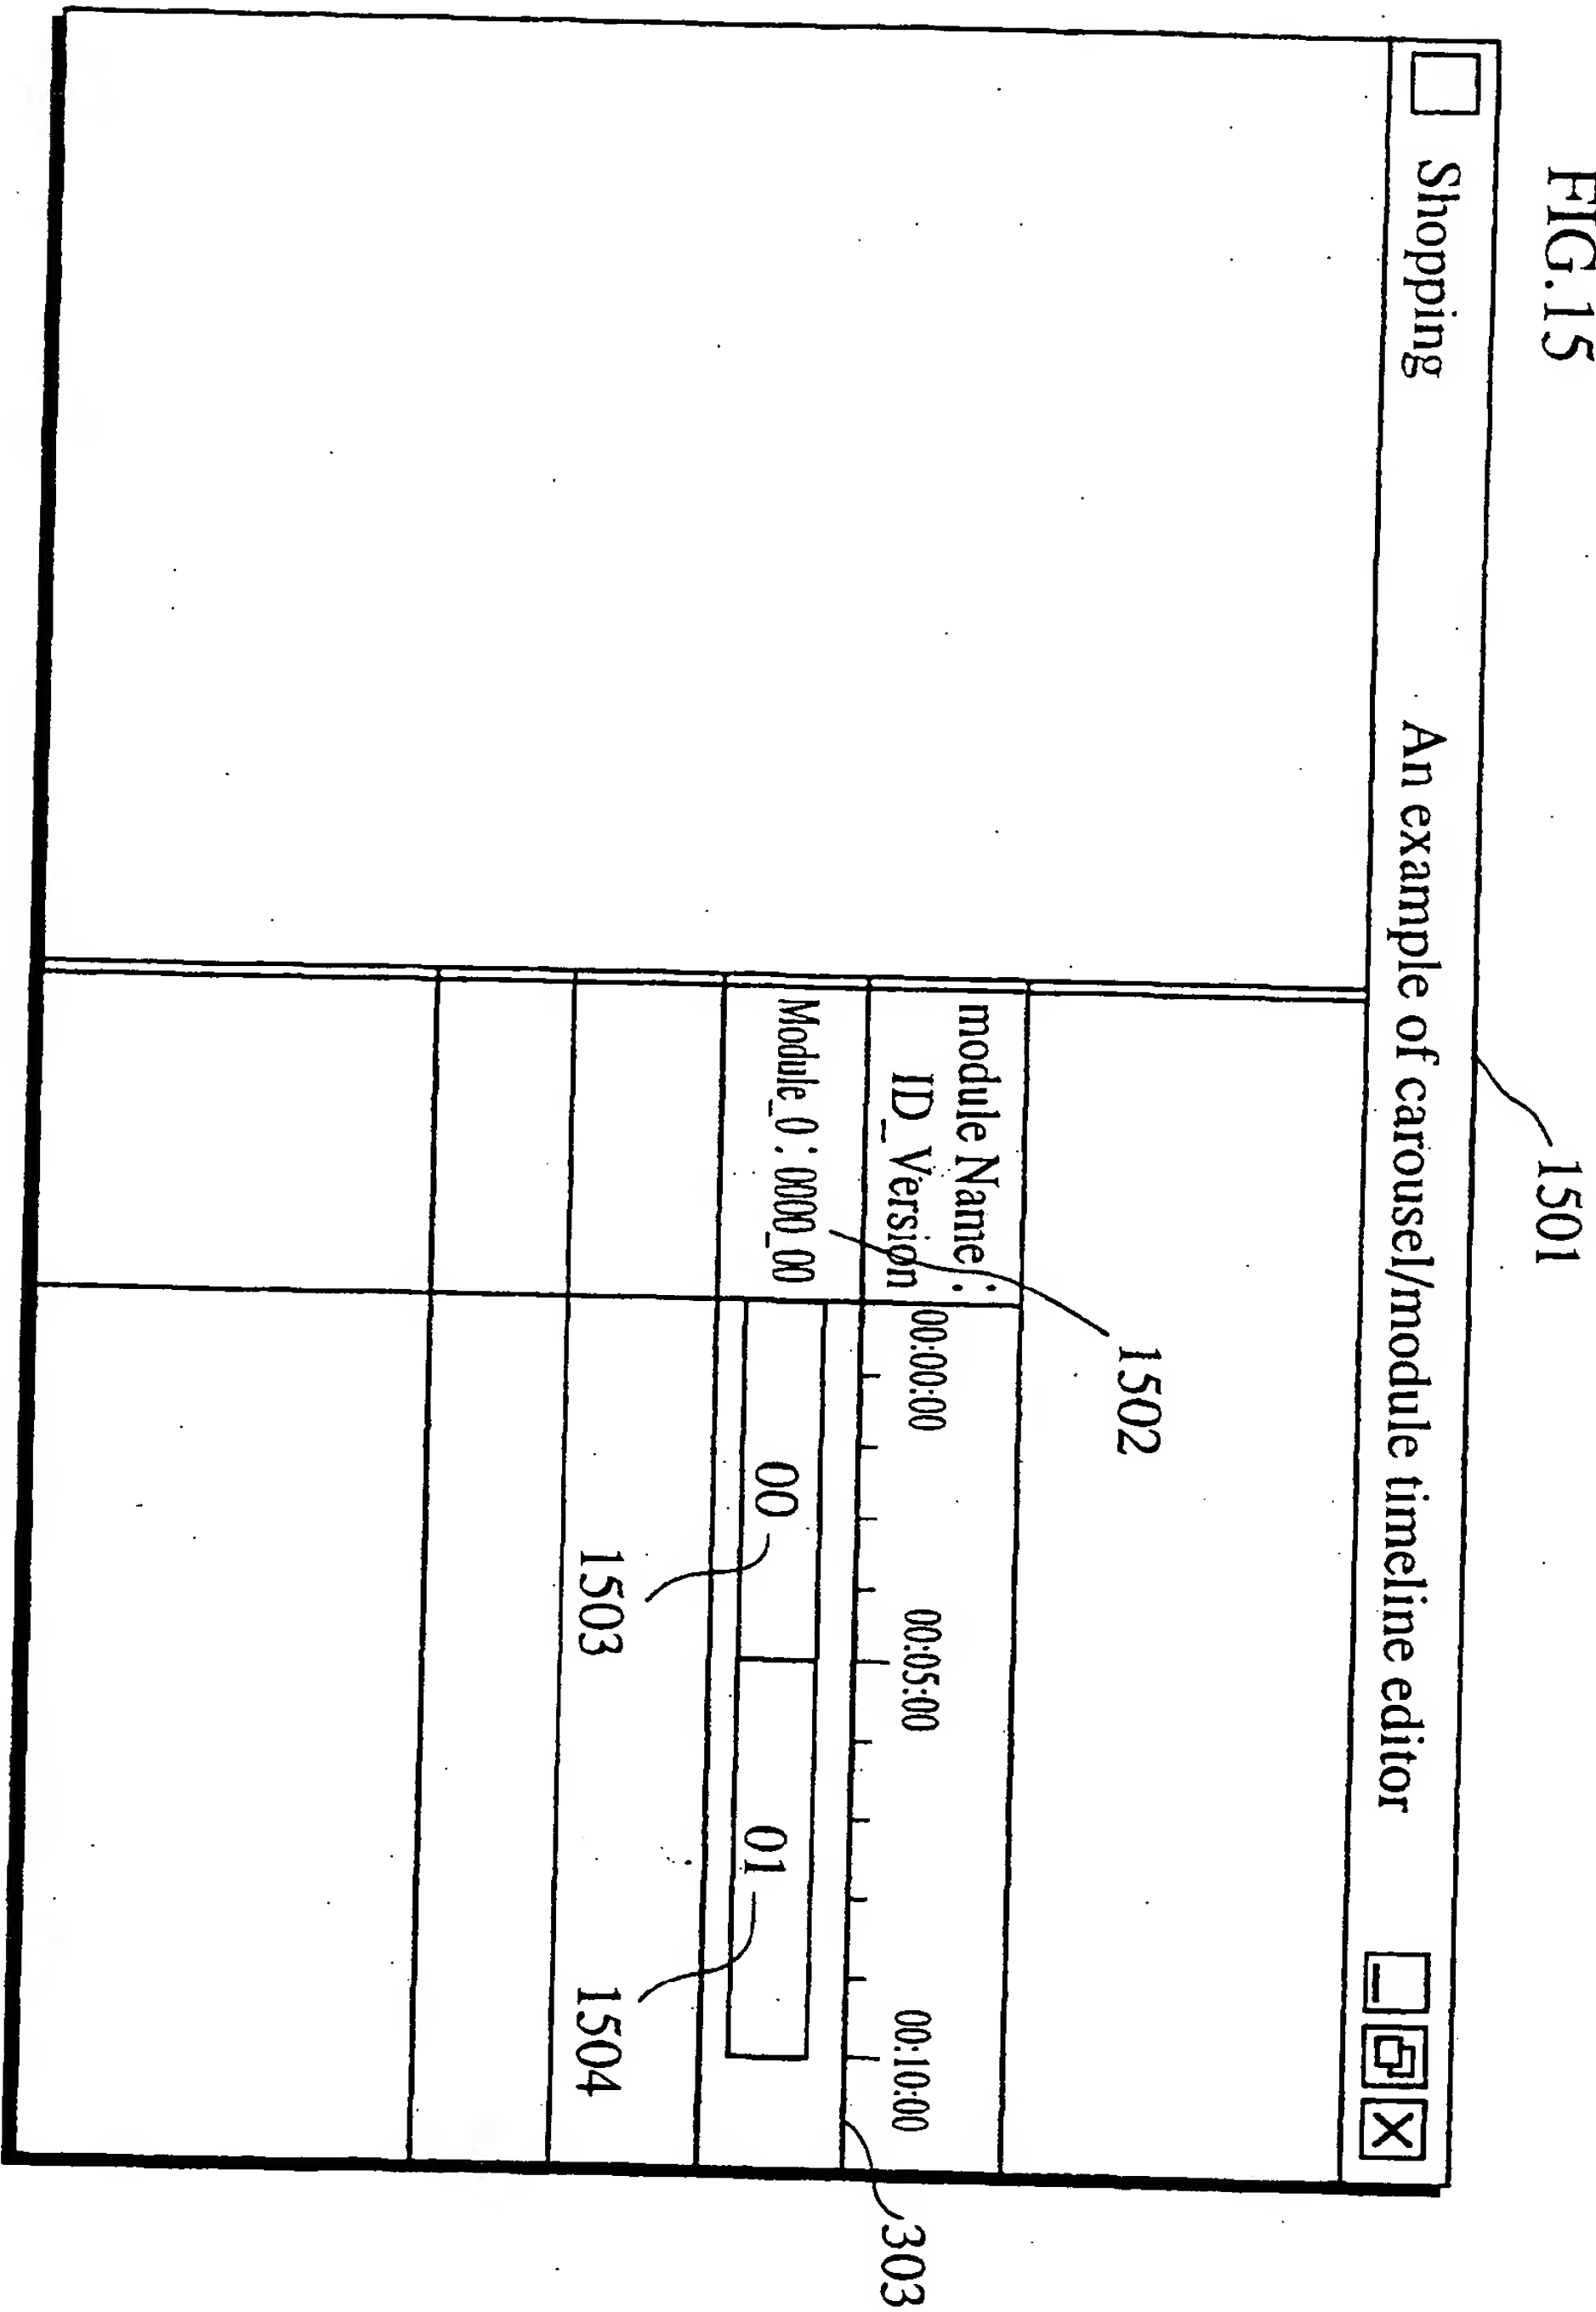 FIG.15
1501
Shopping
An example of carousel/module timeline editor
1502
module Name :
ID_Version
00:00:00
00:05:00
00:10:00
303
Module_0 : 0000_00
00
01
1503
1504